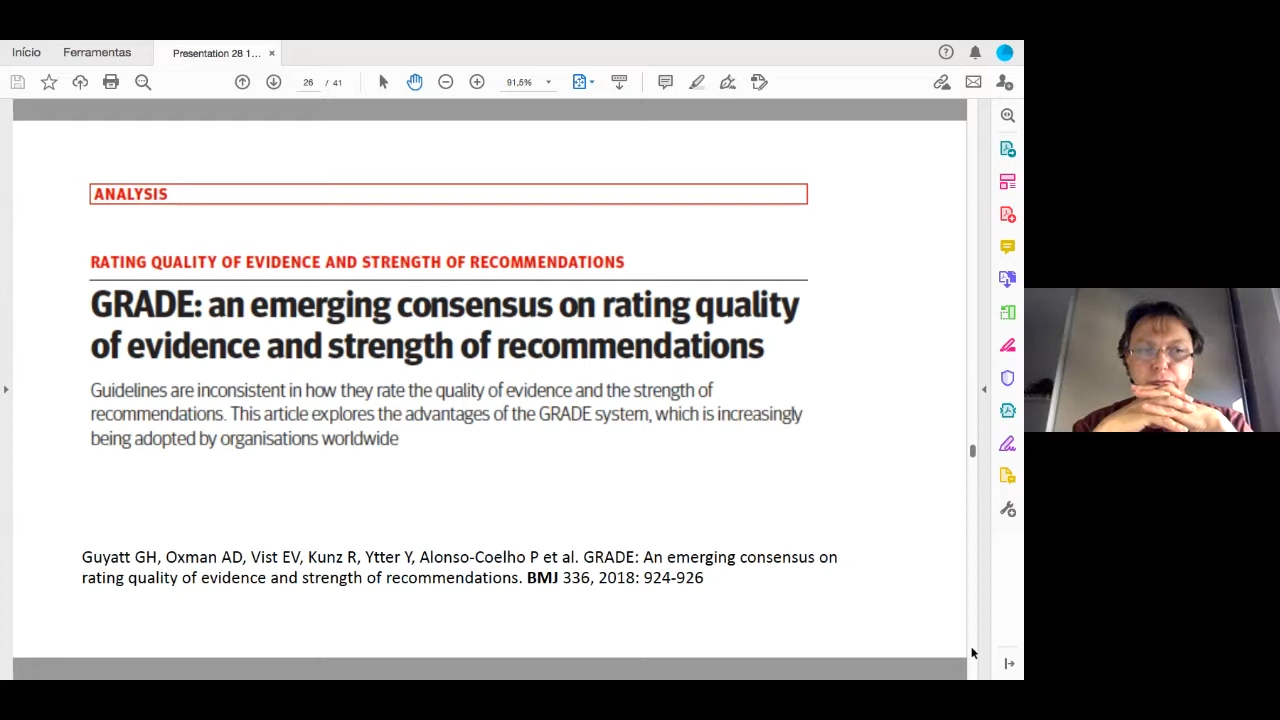 Início Ferramentas Presentation 28 1... ×
26 / 41 91,5%
ANALYSIS
RATING QUALITY OF EVIDENCE AND STRENGTH OF RECOMMENDATIONS
GRADE: an emerging consensus on rating quality
of evidence and strength of recommendations
Guidelines are inconsistent in how they rate the quality of evidence and the strength of
recommendations. This article explores the advantages of the GRADE system, which is increasingly
being adopted by organisations worldwide
Guyatt GH, Oxman AD, Vist EV, Kunz R, Ytter Y, Alonso-Coelho P et al. GRADE: An emerging consensus on
rating quality of evidence and strength of recommendations. BMJ 336, 2018: 924-926